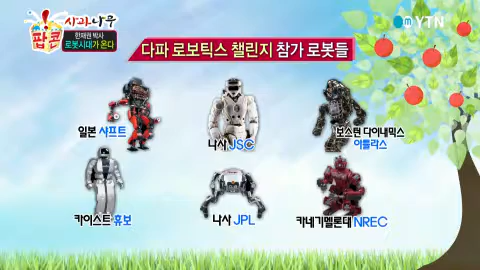 사과나무
팝콘
한재권 박사
로봇시대가 온다
YTN
다파 로보틱스 챌린지 참가 로봇들
일본 샤프트
나사 JSC
보스턴 다이내믹스
아틀라스
카이스트 휴보
나사 JPL
카네기멜론대 NREC